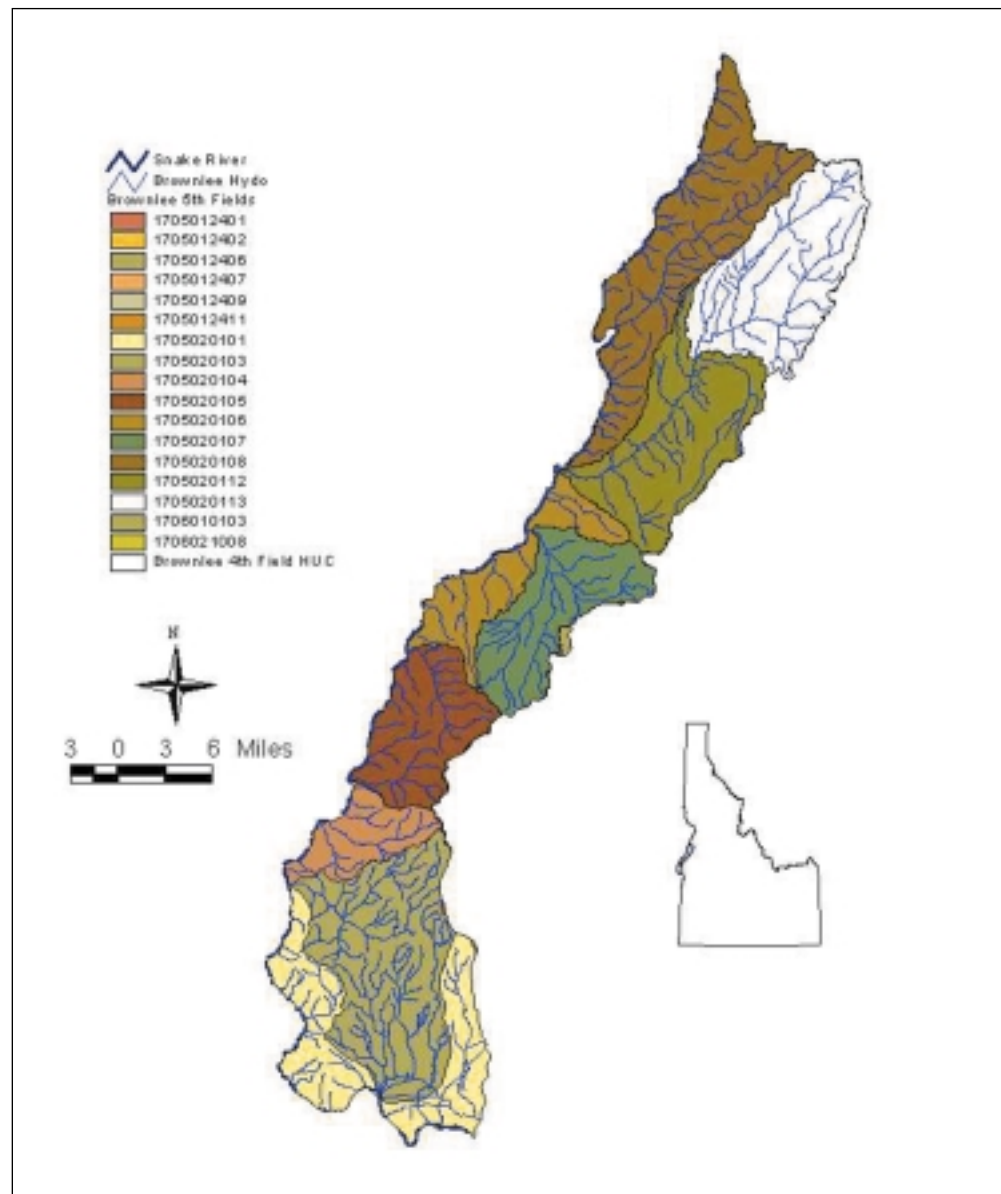 Snake River
Brownlee Hydo
Brownlee 5th Fields
1705012401
1705012402
1705012406
1705012407
1705012409
1705012411
1705020101
1705020103
1705020104
1705020105
1705020106
1705020107
1705020108
1705020112
1705020113
1706010103
1706021008
Brownlee 4th Field HUC
N
3 0 3 6 Miles